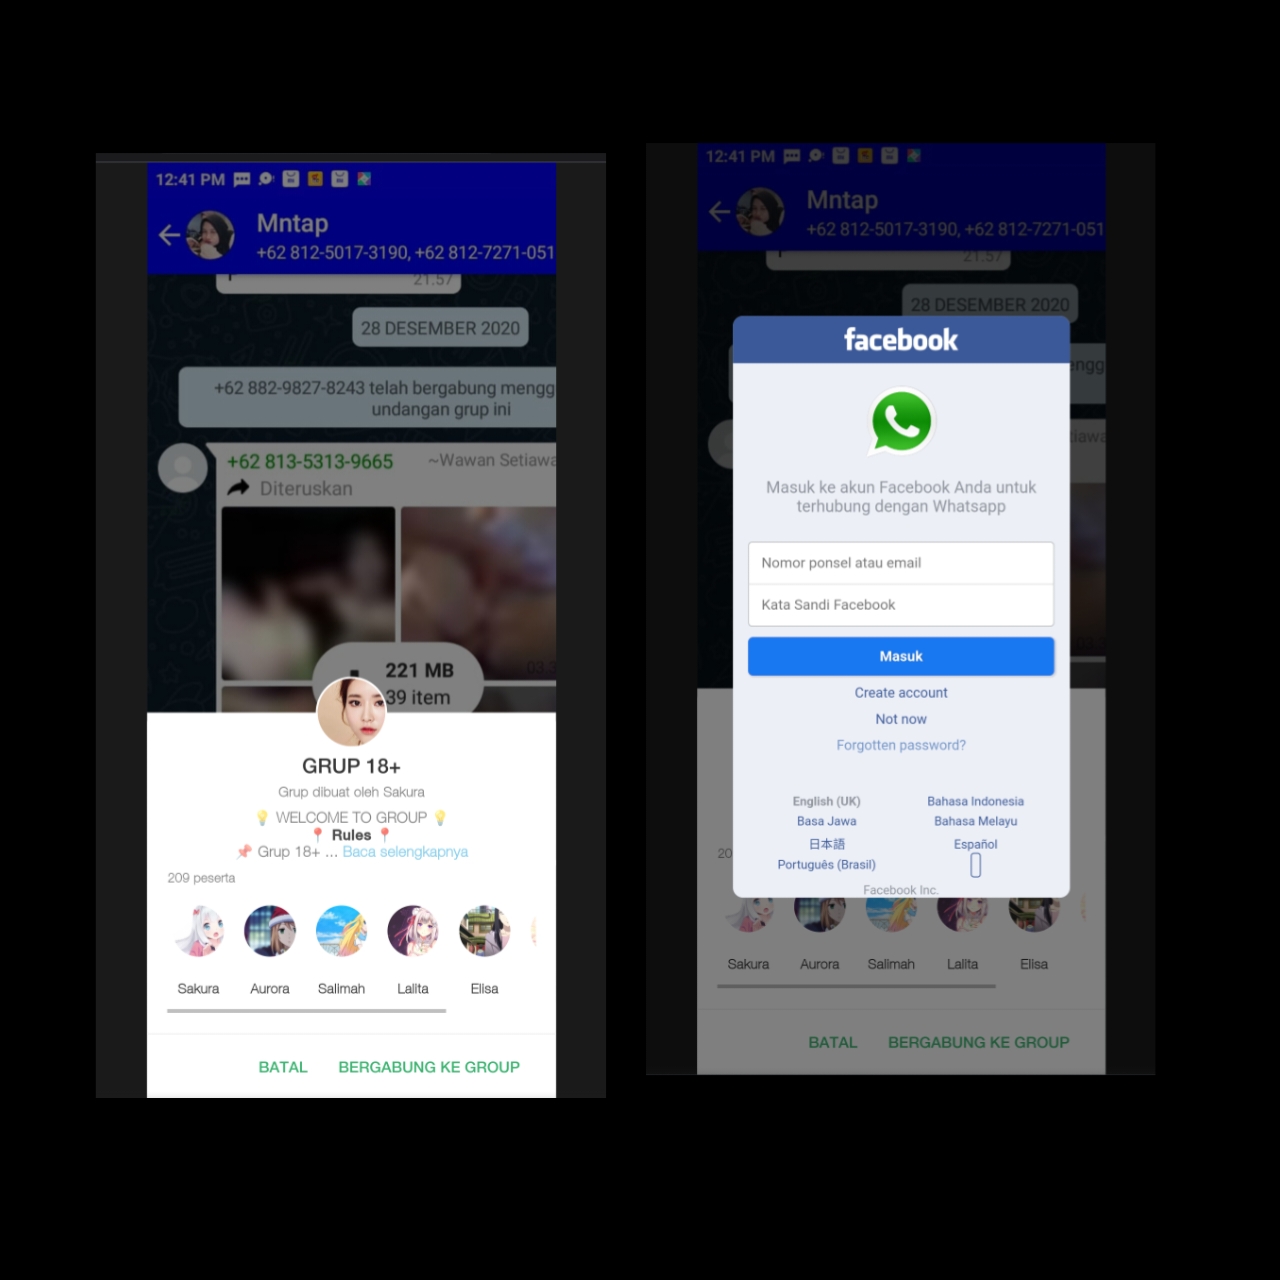 12:41 PM
Mntap
+62 812-5017-3190, +62 812-7271-051
21.57
28 DESEMBER 2020
+62 882-9827-8243 telah bergabung mengg
undangan grup ini
+62 813-5313-9665 ~Wawan Setiawa
Diteruskan
221 MB
39 item
GRUP 18+
Grup dibuat oleh Sakura
💡 WELCOME TO GROUP 💡
📍 Rules 📍
📌 Grup 18+ ... Baca selengkapnya
209 peserta
Sakura Aurora Salimah Lalita Elisa
BATAL BERGABUNG KE GROUP
12:41 PM
Mntap
+62 812-5017-3190, +62 812-7271-051
21.57
28 DESEMBER 2020
facebook
Masuk ke akun Facebook Anda untuk
terhubung dengan Whatsapp
Nomor ponsel atau email
Kata Sandi Facebook
Masuk
Create account
Not now
Forgotten password?
English (UK) Bahasa Indonesia
Basa Jawa Bahasa Melayu
日本語 Español
Português (Brasil)
Facebook Inc.
Sakura Aurora Salimah Lalita Elisa
BATAL BERGABUNG KE GROUP